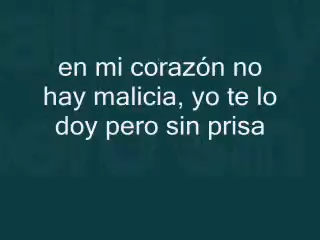 en mi corazón no
hay malicia, yo te lo
doy pero sin prisa